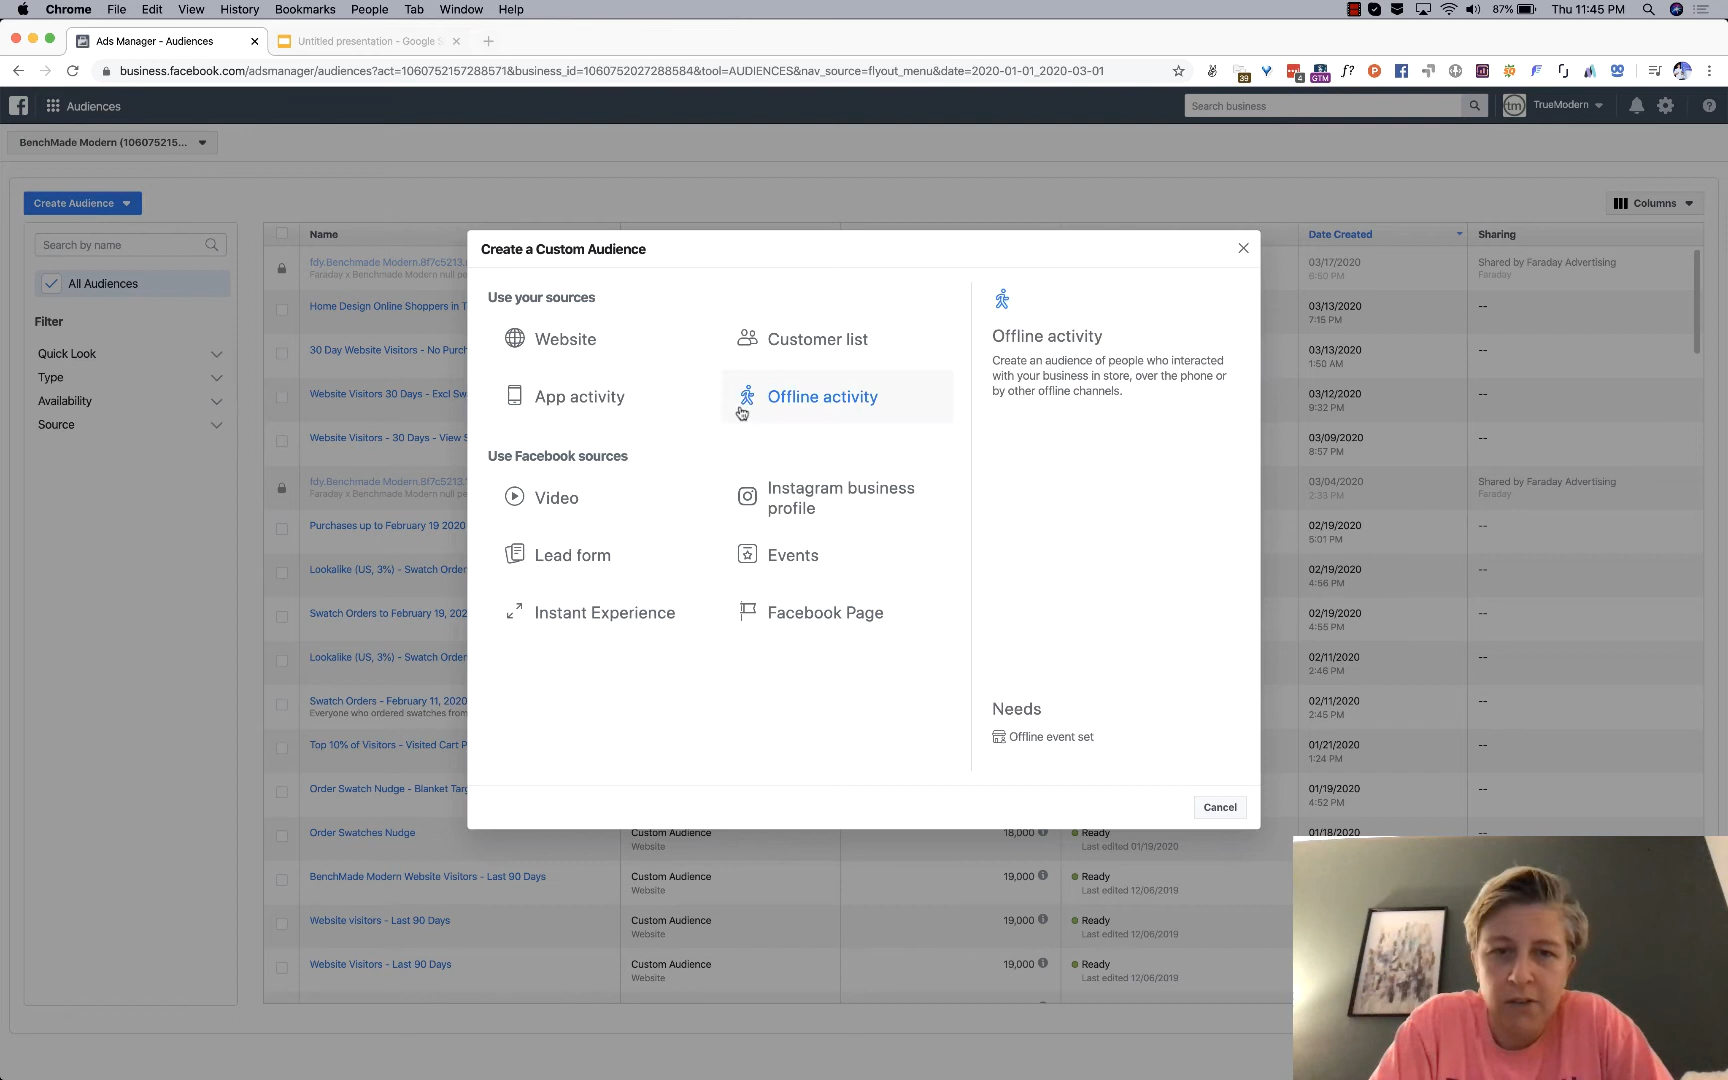 Chrome File Edit View History Bookmarks People Tab Window Help
87% Thu 11:45 PM
Ads Manager - Audiences
Untitled presentation - Google S
business.facebook.com/adsmanager/audiences?act=1060752157288571&business_id=1060752027288584&tool=AUDIENCES&nav_source=flyout_menu&date=2020-01-01_2020-03-01
39
4
GTM
f?
Audiences
Search business
tm TrueModern
BenchMade Modern (106075215...
Create Audience
Columns
Search by name
All Audiences
Filter
Quick Look
Type
Availability
Source
Name
Date Created
Sharing
fdy.Benchmade Modern.8f7c5213.
Faraday x Benchmade Modern null pe
03/17/2020
6:50 PM
Shared by Faraday Advertising
Faraday
Home Design Online Shoppers in T
03/13/2020
7:15 PM
--
30 Day Website Visitors - No Purch
03/13/2020
1:50 AM
--
Website Visitors 30 Days - Excl Sw
03/12/2020
9:32 PM
--
Website Visitors - 30 Days - View S
03/09/2020
8:57 PM
--
fdy.Benchmade Modern.8f7c5213.
Faraday x Benchmade Modern null pe
03/04/2020
2:33 PM
Shared by Faraday Advertising
Faraday
Purchases up to February 19 2020
02/19/2020
5:01 PM
--
Lookalike (US, 3%) - Swatch Order
02/19/2020
4:56 PM
--
Swatch Orders to February 19, 202
02/19/2020
4:55 PM
--
Lookalike (US, 3%) - Swatch Order
02/11/2020
2:46 PM
--
Swatch Orders - February 11, 2020
Everyone who ordered swatches from
02/11/2020
2:45 PM
--
Top 10% of Visitors - Visited Cart P
01/21/2020
1:24 PM
--
Order Swatch Nudge - Blanket Targ
01/19/2020
4:52 PM
--
Order Swatches Nudge
Custom Audience
Website
18,000
Ready
Last edited 01/19/2020
01/18/2020
--
BenchMade Modern Website Visitors - Last 90 Days
Custom Audience
Website
19,000
Ready
Last edited 12/06/2019
Website visitors - Last 90 Days
Custom Audience
Website
19,000
Ready
Last edited 12/06/2019
Website Visitors - Last 90 Days
Custom Audience
Website
19,000
Ready
Last edited 12/06/2019
Create a Custom Audience
Use your sources
Website
Customer list
App activity
Offline activity
Use Facebook sources
Video
Instagram business
profile
Lead form
Events
Instant Experience
Facebook Page
Offline activity
Create an audience of people who interacted
with your business in store, over the phone or
by other offline channels.
Needs
Offline event set
Cancel